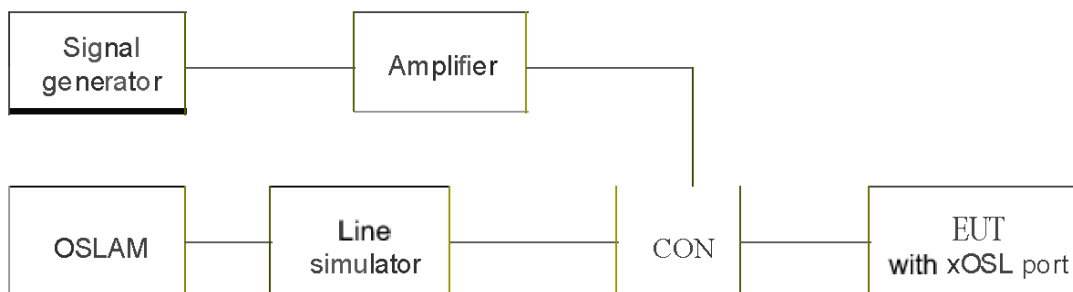 Signal
generator
Amplifier
OSLAM
Line
simulator
CON
EUT
with xOSL port